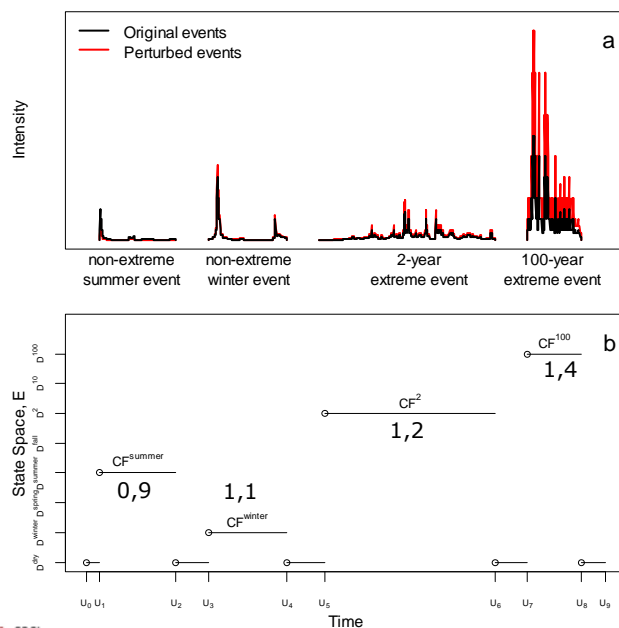 Original events
Perturbed events
a
Intensity
non-extreme
summer event
non-extreme
winter event
2-year
extreme event
100-year
extreme event
b
State Space, E
D^100
D^10
D^2
D^fall
D^summer
D^spring
D^winter
D^dry
CF^100
1,4
CF^2
1,2
CF^summer
0,9
1,1
CF^winter
U0 U1 U2 U3 U4 U5 U6 U7 U8 U9
Time